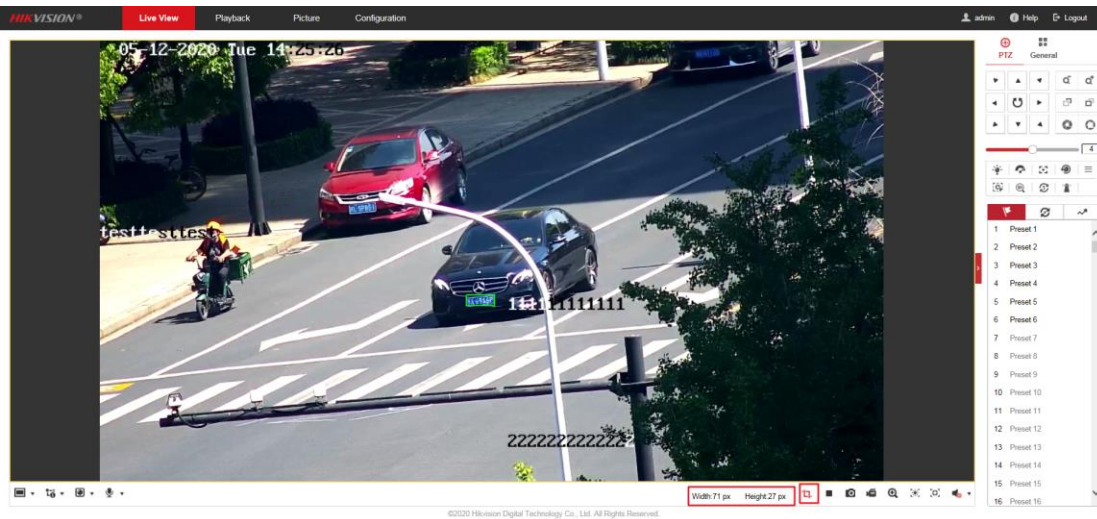 HIKVISION®
Live View
Playback
Picture
Configuration
admin
Help
Logout
05-12-2020 Tue 14:25:26
PTZ
General
4
testtesttest
111111111111
222222222222
1 Preset 1
2 Preset 2
3 Preset 3
4 Preset 4
5 Preset 5
6 Preset 6
7 Preset 7
8 Preset 8
9 Preset 9
10 Preset 10
11 Preset 11
12 Preset 12
13 Preset 13
14 Preset 14
15 Preset 15
16 Preset 16
Width:71 px Height:27 px
©2020 Hikvision Digital Technology Co., Ltd. All Rights Reserved.